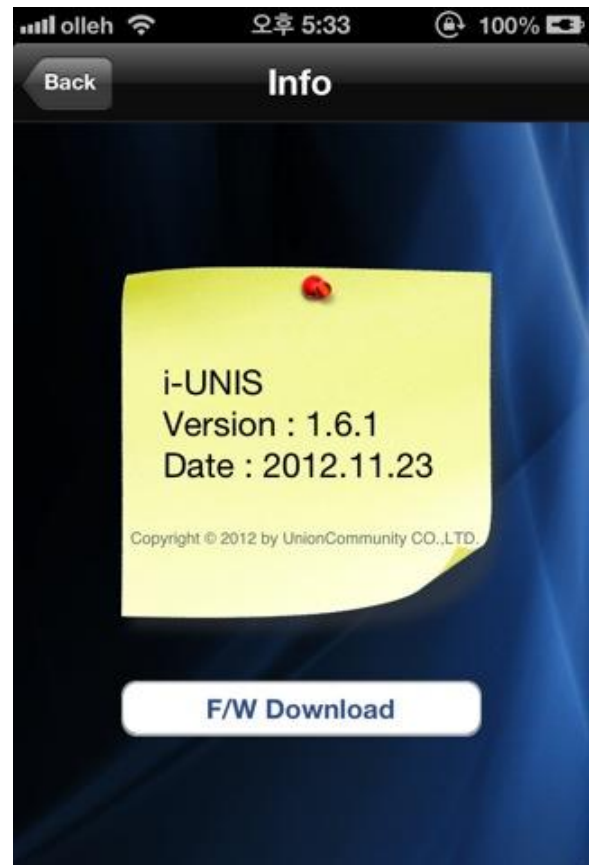 olleh 오후 5:33 100%
Back Info
i-UNIS
Version : 1.6.1
Date : 2012.11.23
Copyright © 2012 by UnionCommunity CO.,LTD.
F/W Download